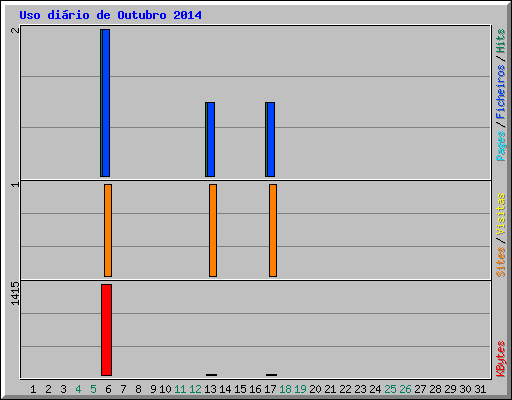 Uso diário de Outubro 2014
2
Pages / Ficheiros / Hits
1
Sites / Visitas
1415
KBytes
1 2 3 4 5 6 7 8 9 10 11 12 13 14 15 16 17 18 19 20 21 22 23 24 25 26 27 28 29 30 31